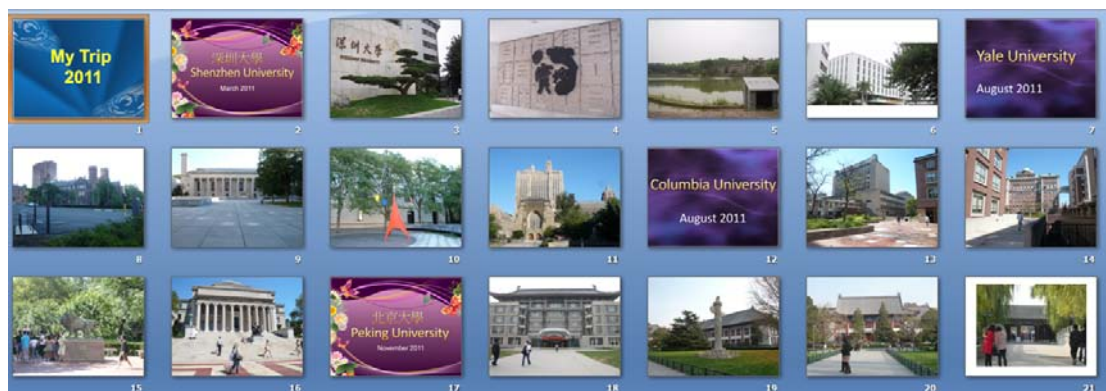 My Trip
2011
1
深圳大學
Shenzhen University
March 2011
2
深圳大学
3
4
5
6
Yale University
August 2011
7
8
9
10
11
Columbia University
August 2011
12
13
14
15
16
北京大學
Peking University
November 2011
17
18
19
20
21